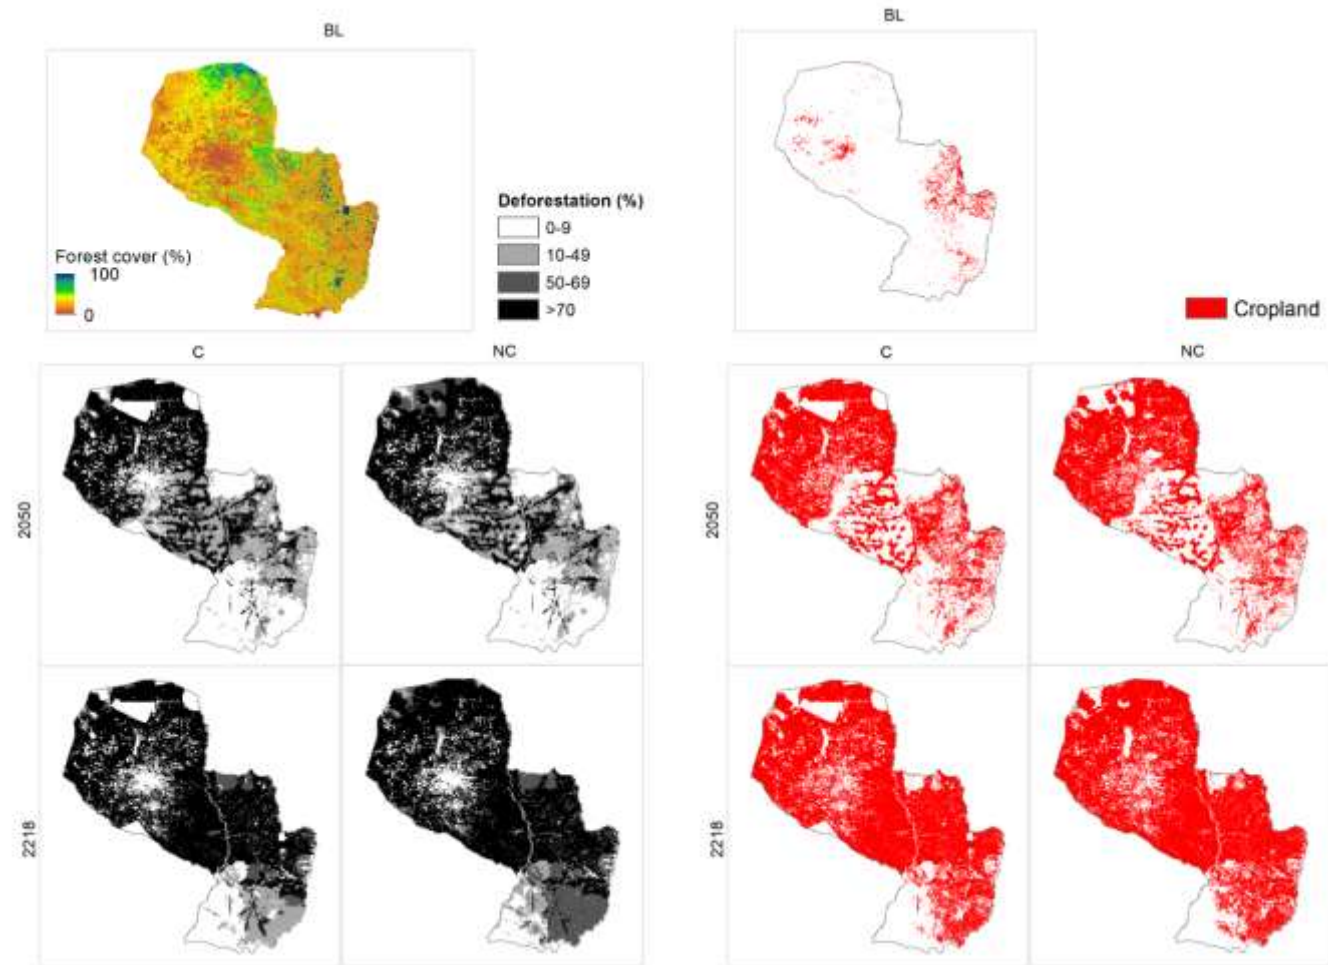 BL
BL
Deforestation (%)
0-9
10-49
50-69
>70
Forest cover (%)
100
0
Cropland
C
NC
C
NC
2050
2050
2218
2218